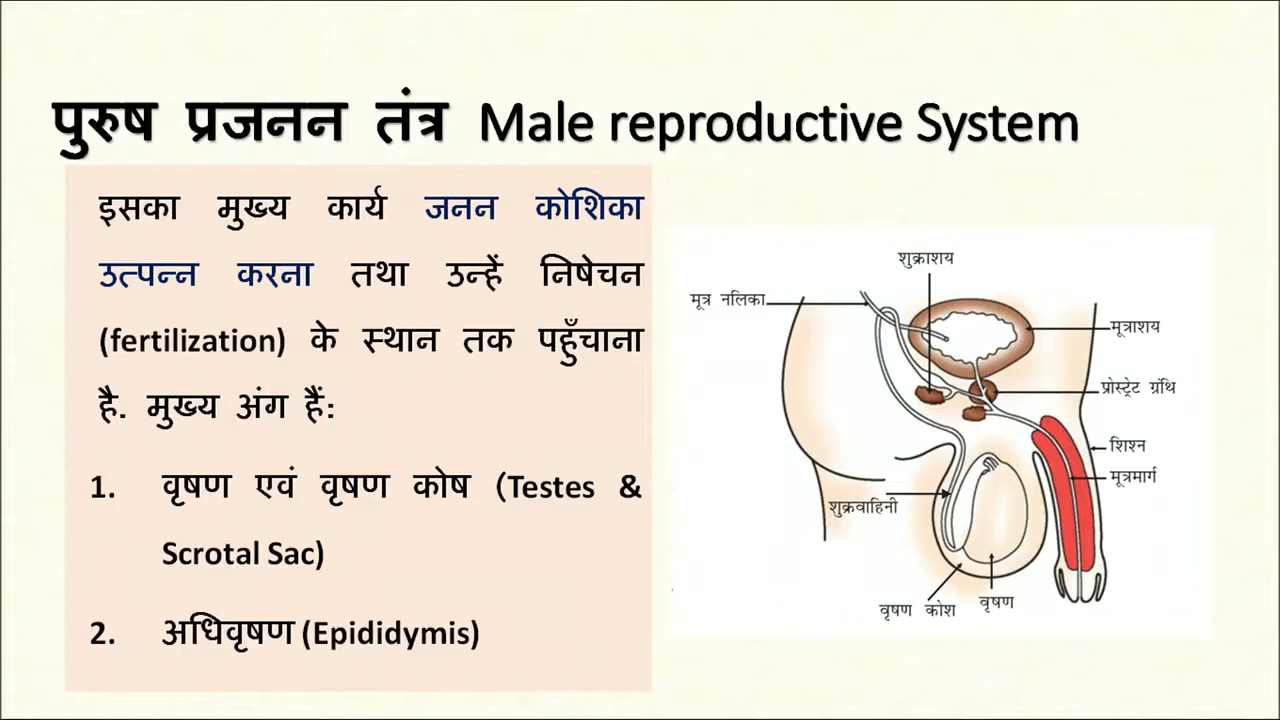 पुरुष प्रजनन तंत्र Male reproductive System
इसका मुख्य कार्य जनन कोशिका
उत्पन्न करना तथा उन्हें निषेचन
(fertilization) के स्थान तक पहुँचाना
है. मुख्य अंग हैं:
1. वृषण एवं वृषण कोष (Testes &
Scrotal Sac)
2. अधिवृषण (Epididymis)
शुक्राशय
मूत्र नलिका
मूत्राशय
प्रोस्ट्रेट ग्रंथि
शिश्न
मूत्रमार्ग
शुक्रवाहिनी
वृषण कोश
वृषण